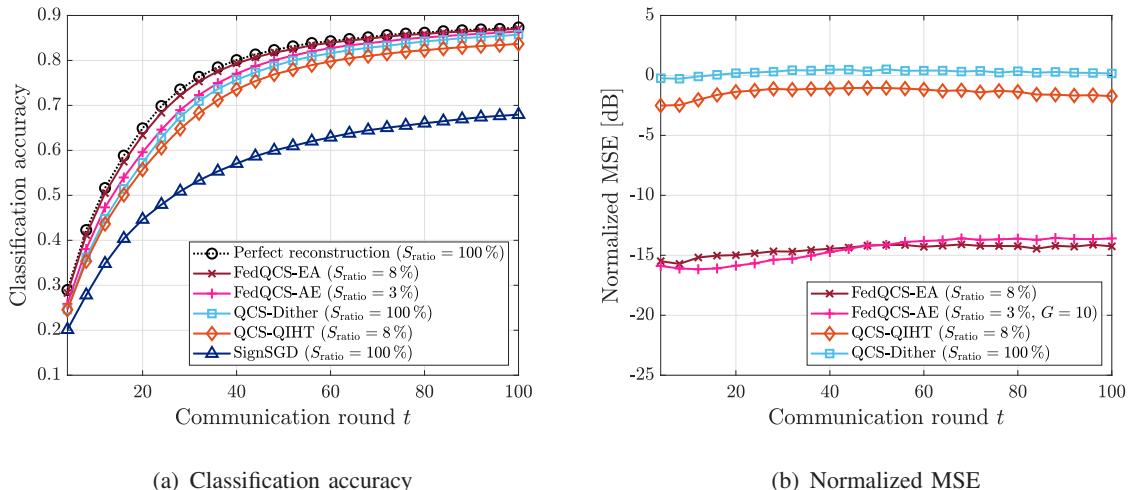 0.9
0.8
0.7
0.6
0.5
0.4
0.3
0.2
0.1
Classification accuracy
Perfect reconstruction (S_ratio = 100 %)
FedQCS-EA (S_ratio = 8 %)
FedQCS-AE (S_ratio = 3 %)
QCS-Dither (S_ratio = 100 %)
QCS-QIHT (S_ratio = 8 %)
SignSGD (S_ratio = 100 %)
20 40 60 80 100
Communication round t
(a) Classification accuracy
5
0
-5
-10
-15
-20
-25
Normalized MSE [dB]
FedQCS-EA (S_ratio = 8 %)
FedQCS-AE (S_ratio = 3 %, G = 10)
QCS-QIHT (S_ratio = 8 %)
QCS-Dither (S_ratio = 100 %)
20 40 60 80 100
Communication round t
(b) Normalized MSE